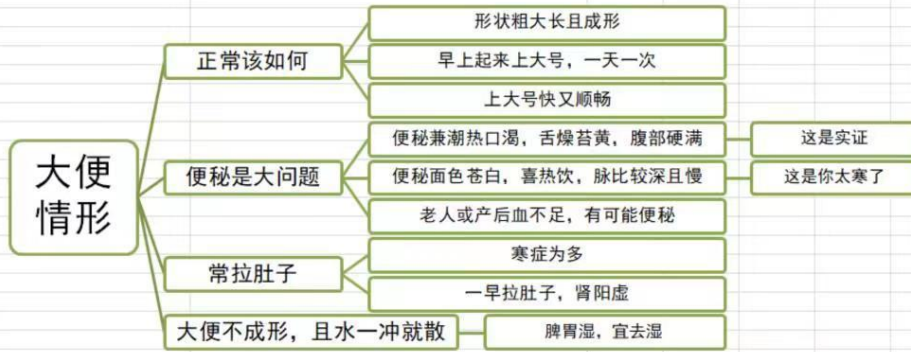 大便
情形
正常该如何
形状粗大长且成形
早上起来上大号，一天一次
上大号快又顺畅
便秘是大问题
便秘兼潮热口渴，舌燥苔黄，腹部硬满
这是实证
便秘面色苍白，喜热饮，脉比较深且慢
这是你太寒了
老人或产后血不足，有可能便秘
常拉肚子
寒症为多
一早拉肚子，肾阳虚
大便不成形，且水一冲就散
脾胃湿，宜去湿